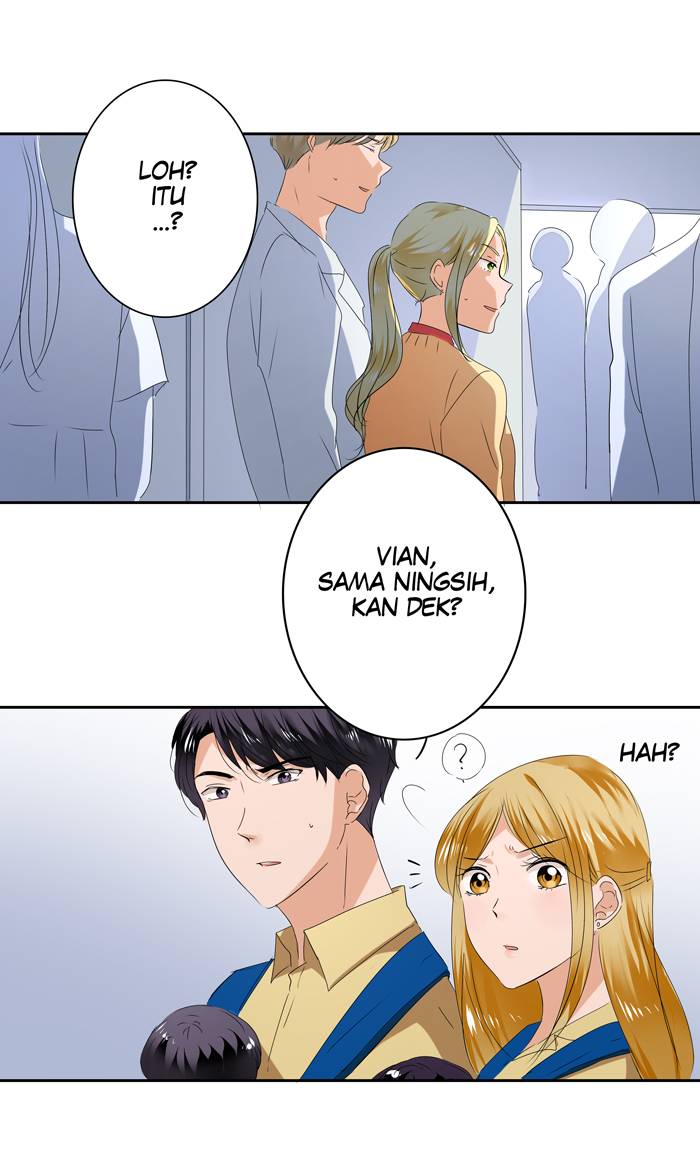 LOH?
ITU
...?
VIAN,
SAMA NINGSIH,
KAN DEK?
?
HAH?